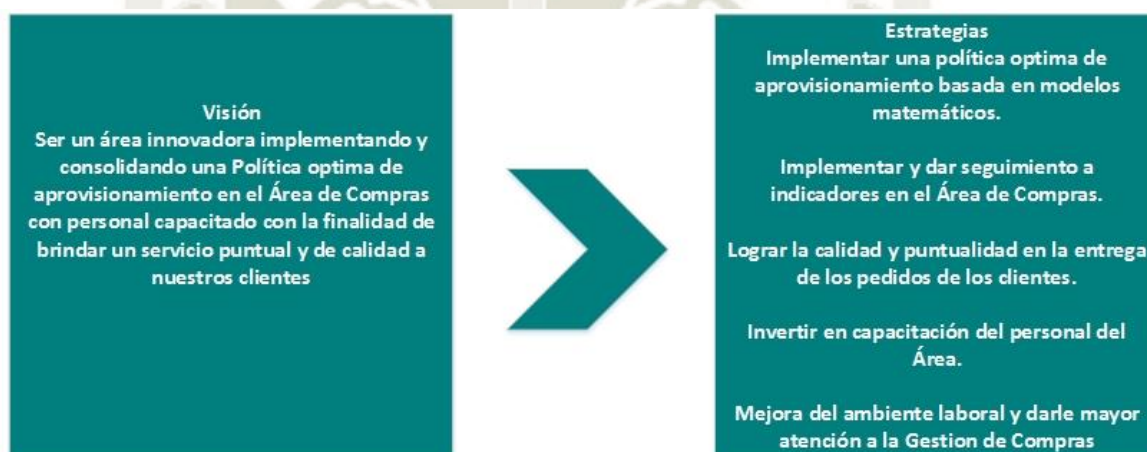 Visión
Ser un área innovadora implementando y
consolidando una Política optima de
aprovisionamiento en el Área de Compras
con personal capacitado con la finalidad de
brindar un servicio puntual y de calidad a
nuestros clientes
Estrategias
Implementar una política optima de
aprovisionamiento basada en modelos
matemáticos.
Implementar y dar seguimiento a
indicadores en el Área de Compras.
Lograr la calidad y puntualidad en la entrega
de los pedidos de los clientes.
Invertir en capacitación del personal del
Área.
Mejora del ambiente laboral y darle mayor
atención a la Gestion de Compras